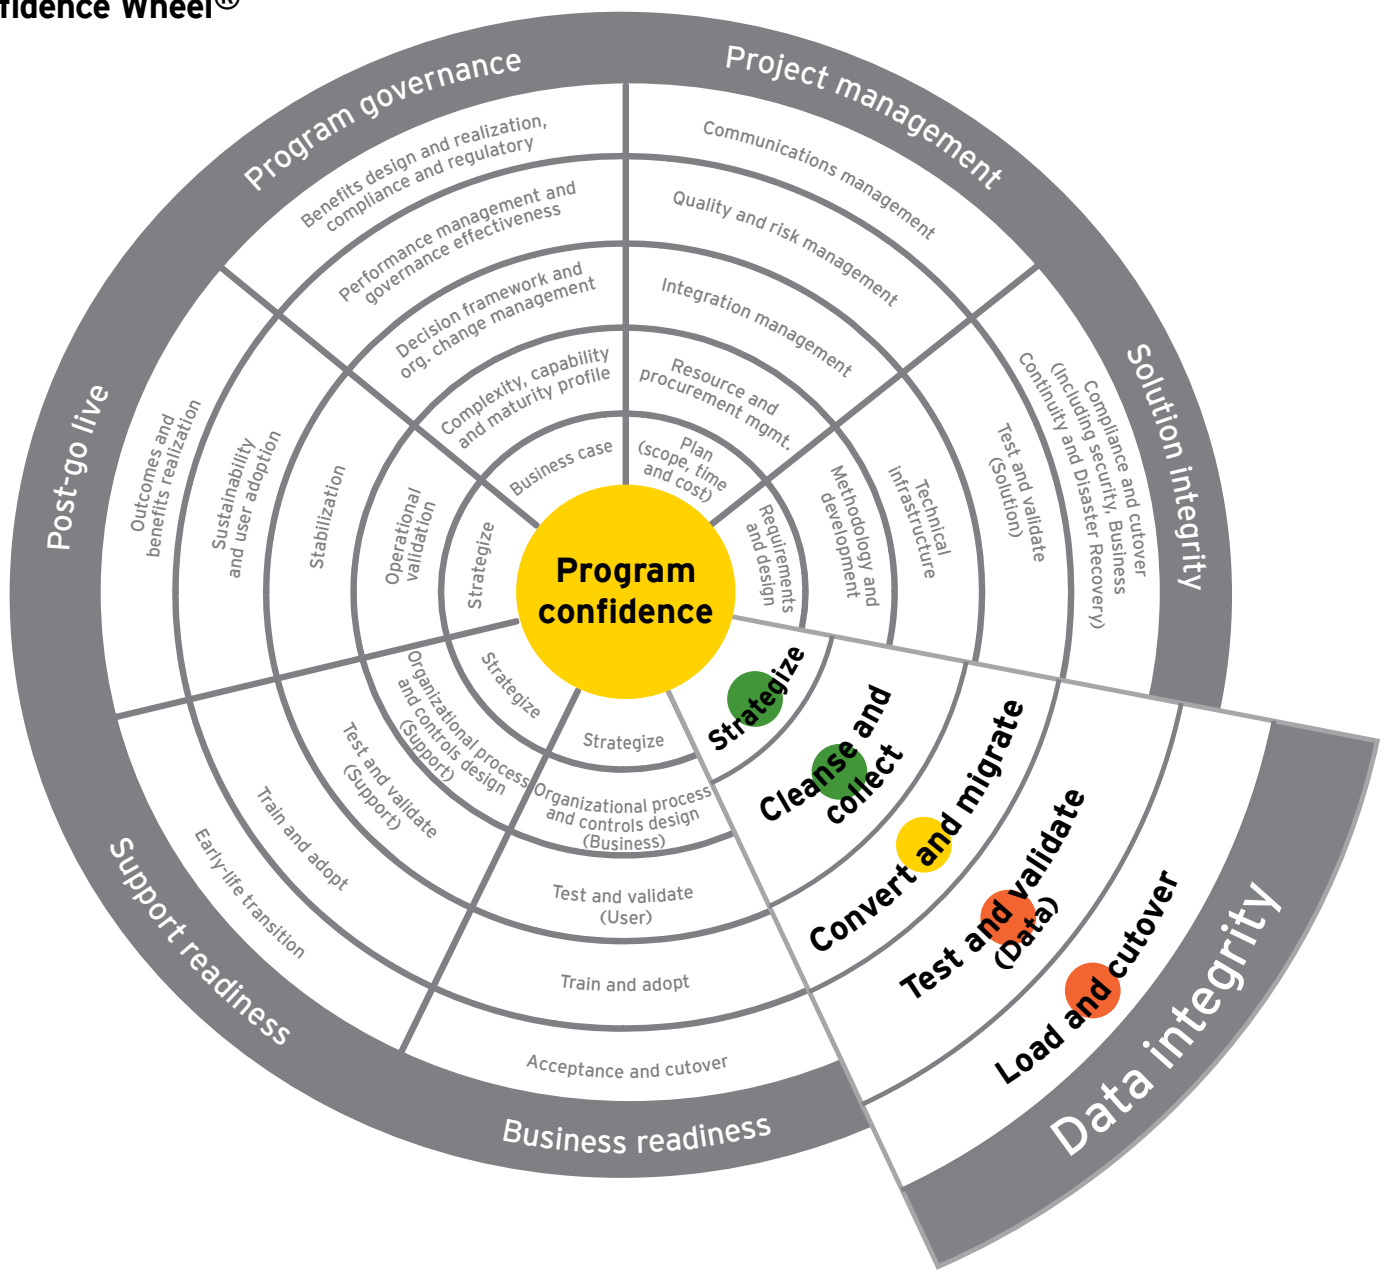 fidence Wheel®
Program governance
Benefits design and realization,
compliance and regulatory
Performance management and
governance effectiveness
Decision framework and
org. change management
Complexity, capability
and maturity profile
Business case
Project management
Communications management
Quality and risk management
Integration management
Resource and
procurement mgmt.
Plan
(scope, time
and cost)
Solution integrity
Compliance and cutover
(Including security, Business
Continuity and Disaster Recovery)
Test and validate
(Solution)
Technical
infrastructure
Methodology and
development
Requirements
and design
Post-go live
Outcomes and
benefits realization
Sustainability
and user adoption
Stabilization
Operational
validation
Strategize
Program
confidence
Support readiness
Strategize
Organizational process
and controls design
(Support)
Test and validate
(Support)
Train and adopt
Early-life transition
Business readiness
Strategize
Organizational process
and controls design
(Business)
Test and validate
(User)
Train and adopt
Acceptance and cutover
Strategize
Cleanse and
collect
Convert and migrate
Test and validate
(Data)
Load and cutover
Data integrity